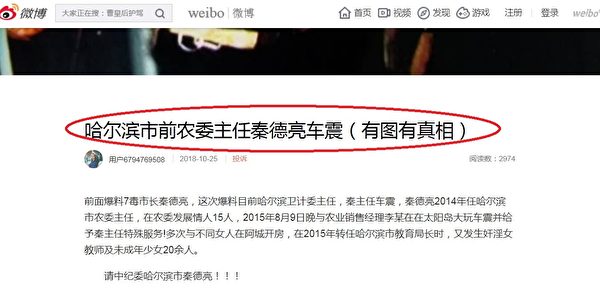 微博
大家正在搜：曹皇后护驾
weibo 微博
首页 视频 发现 游戏 注册 登录 weibo
哈尔滨市前农委主任秦德亮车震（有图有真相）
用户6794769508 2018-10-25 投诉 阅读数：2974
前面爆料7毒市长秦德亮，这次爆料目前哈尔滨卫计委主任，秦主任车震，秦德亮2014年任哈尔滨
市农委主任，在农委发展情人15人，2015年8月9日晚与农业销售经理李某在在太阳岛大玩车震并给
予秦主任特殊服务!多次与不同女人在阿城开房，在2015年转任哈尔滨市教育局长时，又发生奸淫女
教师及未成年少女20余人。
请中纪委哈尔滨市秦德亮！！！